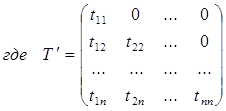 t₁₁ 0 ... 0
t₁₂ t₂₂ ... 0
где T′ =
... ... ... ...
t₁ₙ t₂ₙ ... tₙₙ